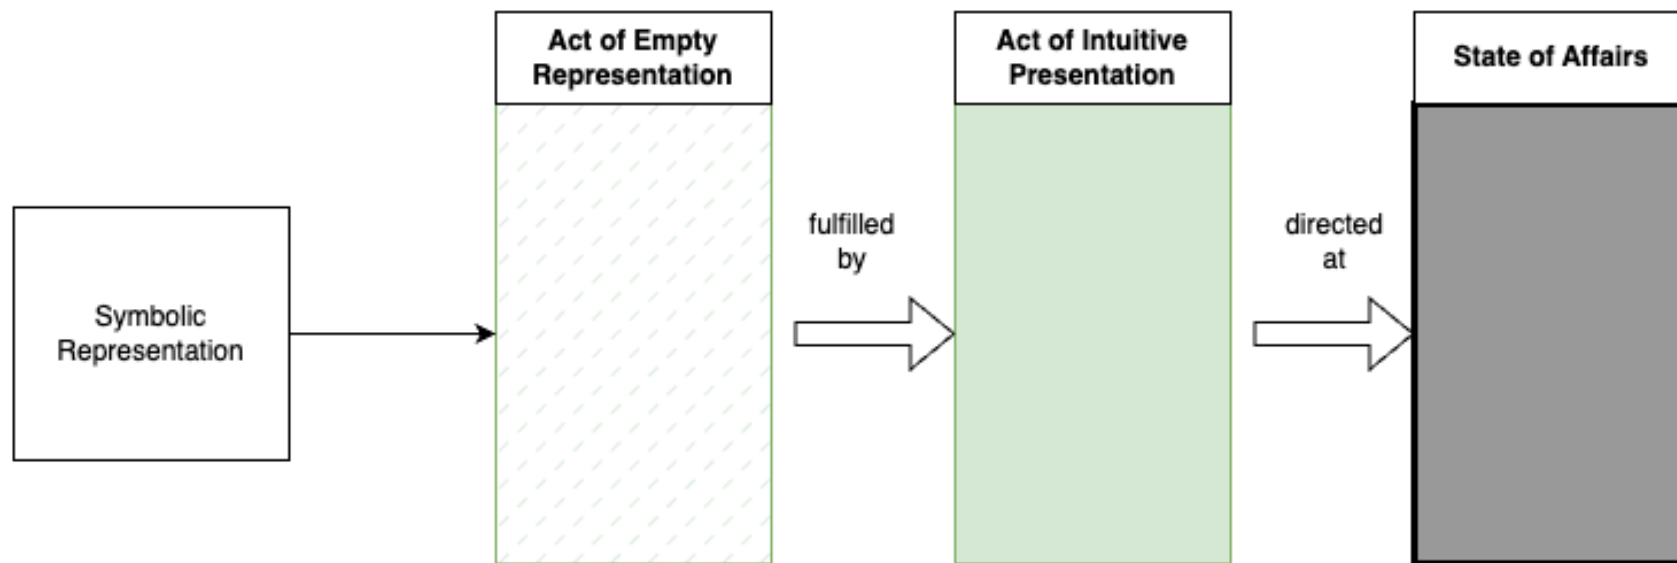 Act of Empty
Representation
Act of Intuitive
Presentation
State of Affairs
fulfilled
by
directed
at
Symbolic
Representation